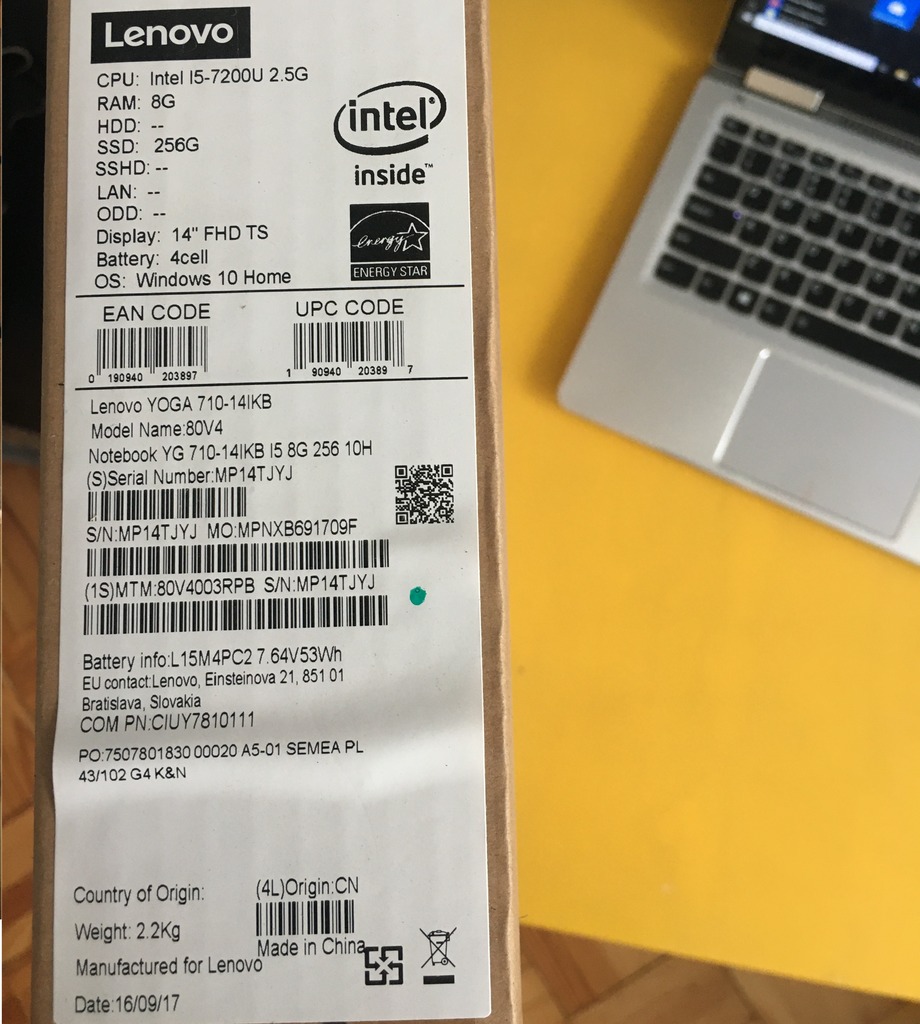 Lenovo
CPU: Intel I5-7200U 2.5G
RAM: 8G
HDD: --
SSD: 256G
SSHD: --
LAN: --
ODD: --
Display: 14" FHD TS
Battery: 4cell
OS: Windows 10 Home
intel®
inside™
energy
ENERGY STAR
EAN CODE
UPC CODE
0 190940 203897
1 90940 20389 7
Lenovo YOGA 710-14IKB
Model Name:80V4
Notebook YG 710-14IKB I5 8G 256 10H
(S)Serial Number:MP14TJYJ
S/N:MP14TJYJ MO:MPNXB691709F
(1S)MTM:80V4003RPB S/N:MP14TJYJ
Battery info:L15M4PC2 7.64V53Wh
EU contact:Lenovo, Einsteinova 21, 851 01
Bratislava, Slovakia
COM PN:CIUY7810111
PO:7507801830 00020 A5-01 SEMEA PL
43/102 G4 K&N
Country of Origin:
(4L)Origin:CN
Weight: 2.2Kg
Made in China
Manufactured for Lenovo
Date:16/09/17